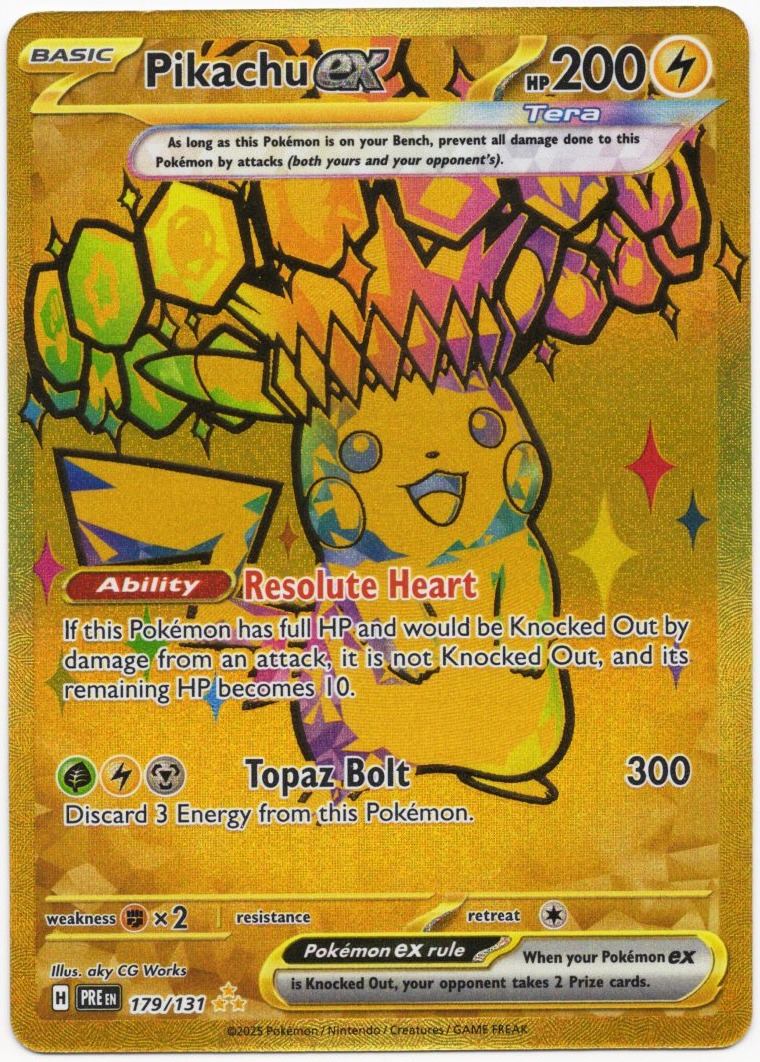 BASIC Pikachu ex HP 200
Tera
As long as this Pokémon is on your Bench, prevent all damage done to this
Pokémon by attacks (both yours and your opponent's).
Ability Resolute Heart
If this Pokémon has full HP and would be Knocked Out by
damage from an attack, it is not Knocked Out, and its
remaining HP becomes 10.
Topaz Bolt 300
Discard 3 Energy from this Pokémon.
weakness ×2 resistance retreat
Pokémon ex rule When your Pokémon ex
is Knocked Out, your opponent takes 2 Prize cards.
Illus. aky CG Works
H PRE EN 179/131
©2025 Pokémon / Nintendo / Creatures / GAME FREAK